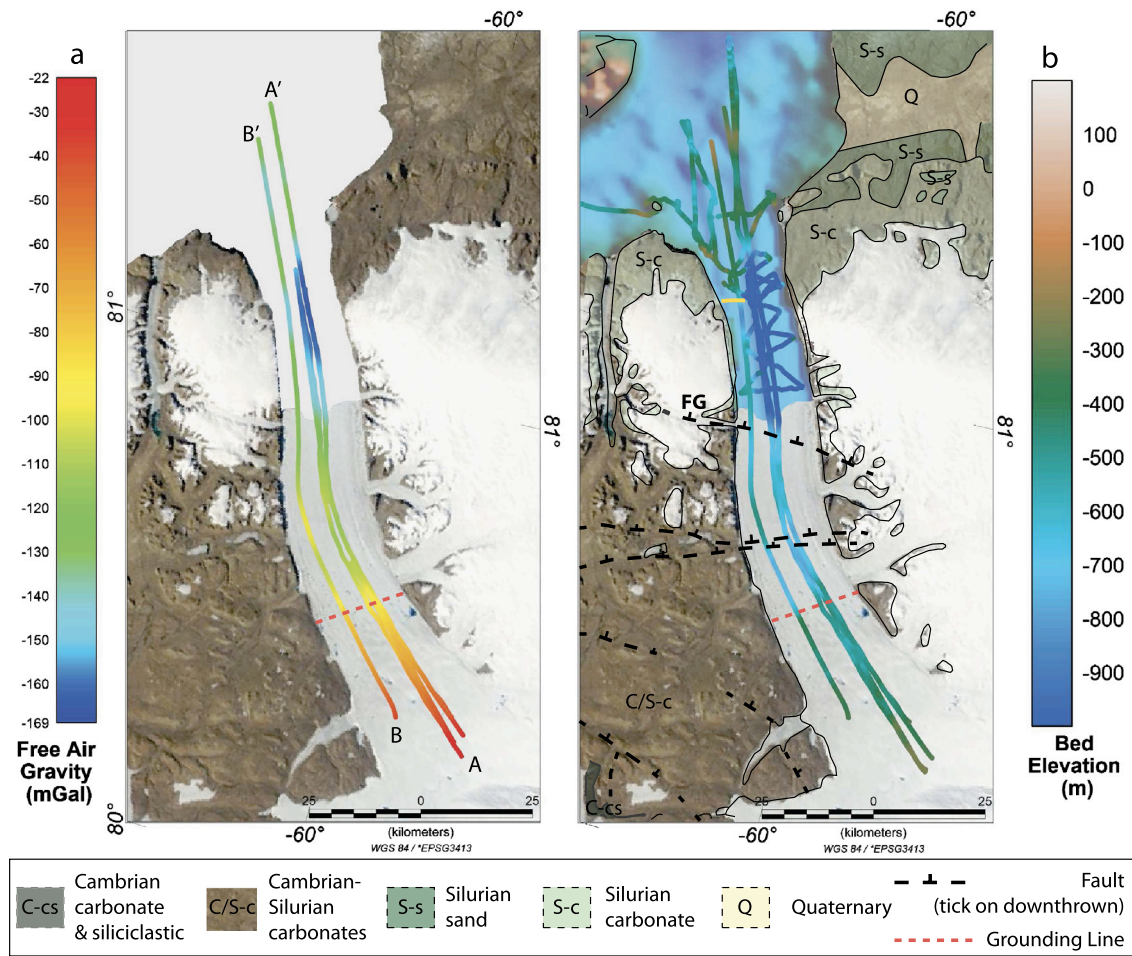 -60°
-60°
a
b
-22
-30
-40
-50
-60
-70
-80
-90
-100
-110
-120
-130
-140
-150
-160
-169
Free Air
Gravity
(mGal)
A'
B'
B
A
81°
81°
81°
80°
25
0
25
(kilometers)
-60°
WGS 84 / *EPSG3413
S-s
Q
S-s
S-s
S-c
S-c
FG
C/S-c
C-cs
25
0
25
(kilometers)
-60°
WGS 84 / *EPSG3413
100
0
-100
-200
-300
-400
-500
-600
-700
-800
-900
Bed
Elevation
(m)
C-cs
Cambrian
carbonate
& siliciclastic
C/S-c
Cambrian-
Silurian
carbonates
S-s
Silurian
sand
S-c
Silurian
carbonate
Q
Quaternary
Fault
(tick on downthrown)
Grounding Line